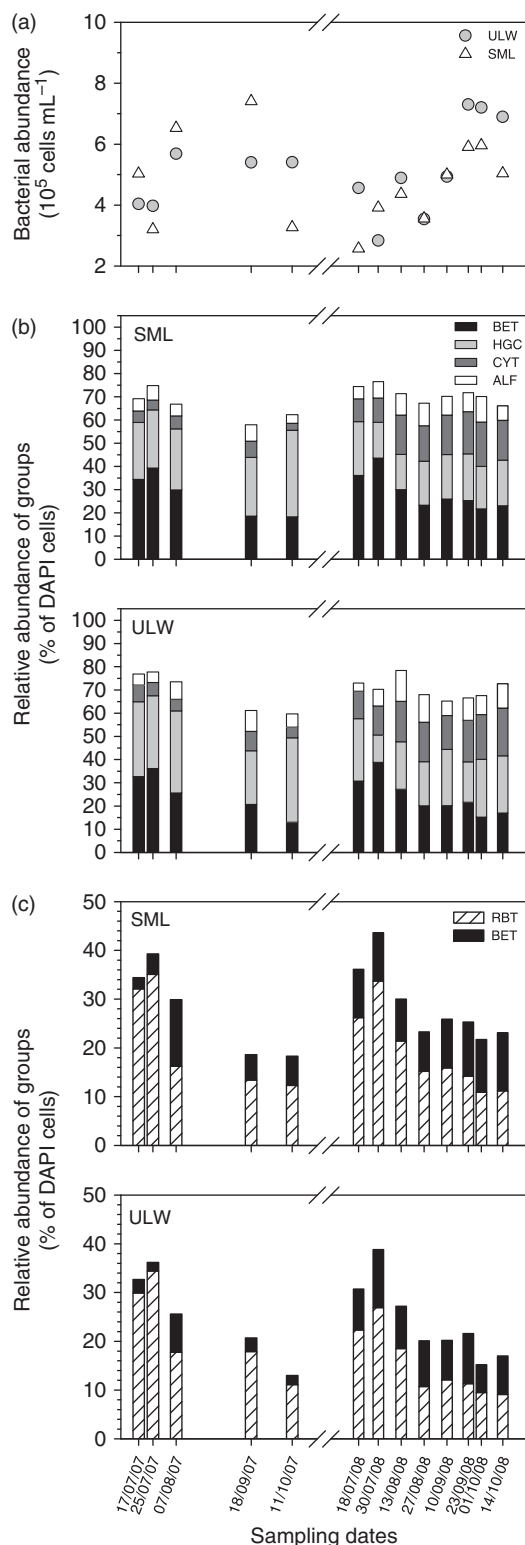 (a)
Bacterial abundance
(10⁵ cells mL⁻¹)
10
8
6
4
2
ULW
SML
(b)
SML
BET
HGC
CYT
ALF
100
90
80
70
60
50
40
30
20
10
0
Relative abundance of groups
(% of DAPI cells)
ULW
100
90
80
70
60
50
40
30
20
10
0
(c)
SML
RBT
BET
50
40
30
20
10
0
Relative abundance of groups
(% of DAPI cells)
ULW
50
40
30
20
10
0
17/07/07
25/07/07
07/08/07
18/09/07
11/10/07
18/07/08
30/07/08
13/08/08
27/08/08
10/09/08
23/09/08
01/10/08
14/10/08
Sampling dates